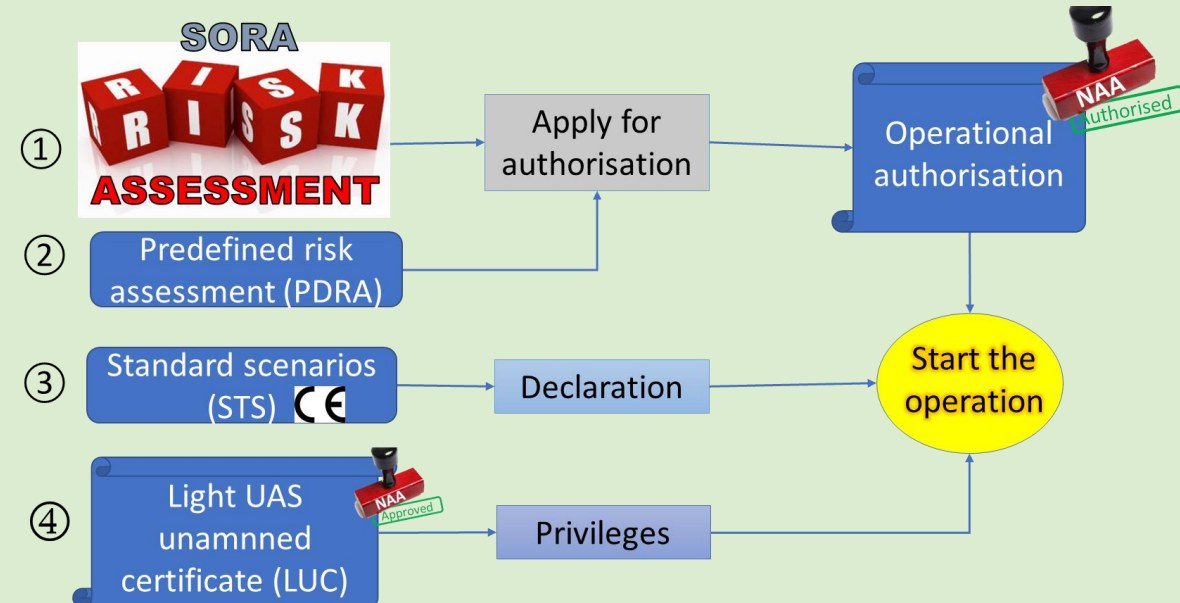 SORA
RISK
ASSESSMENT
①
Apply for
authorisation
Operational
authorisation
NAA
Authorised
②
Predefined risk
assessment (PDRA)
③
Standard scenarios
(STS) CE
Declaration
Start the
operation
④
Light UAS
unamnned
certificate (LUC)
NAA
Approved
Privileges